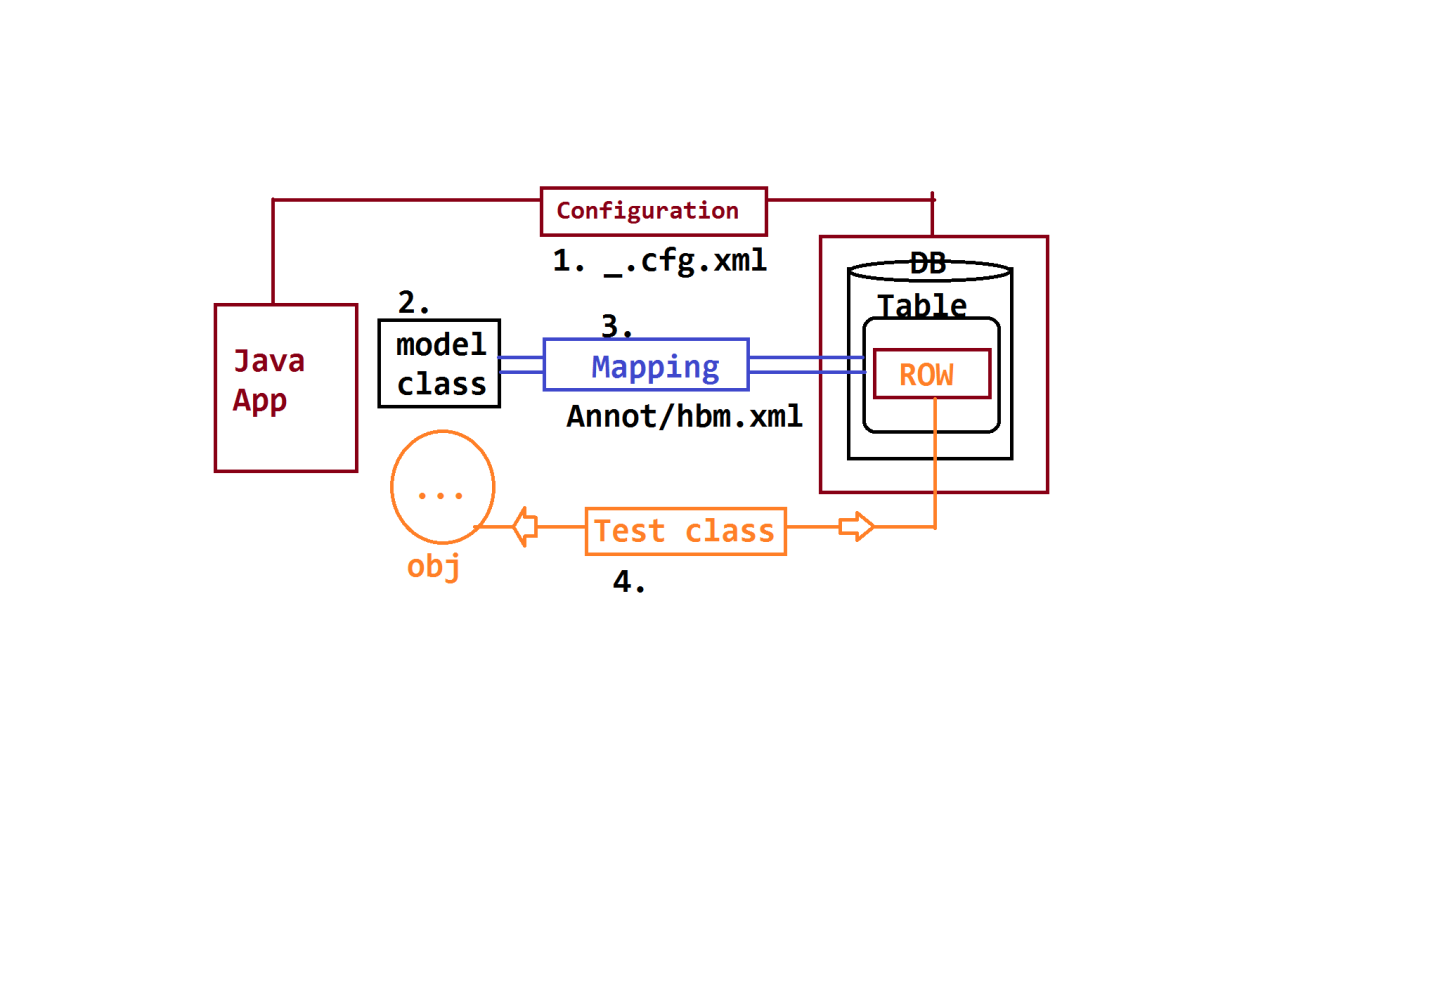 Configuration
1. _.cfg.xml
DB
Table
2.
model
class
3.
Mapping
Annot/hbm.xml
ROW
Java
App
...
obj
Test class
4.